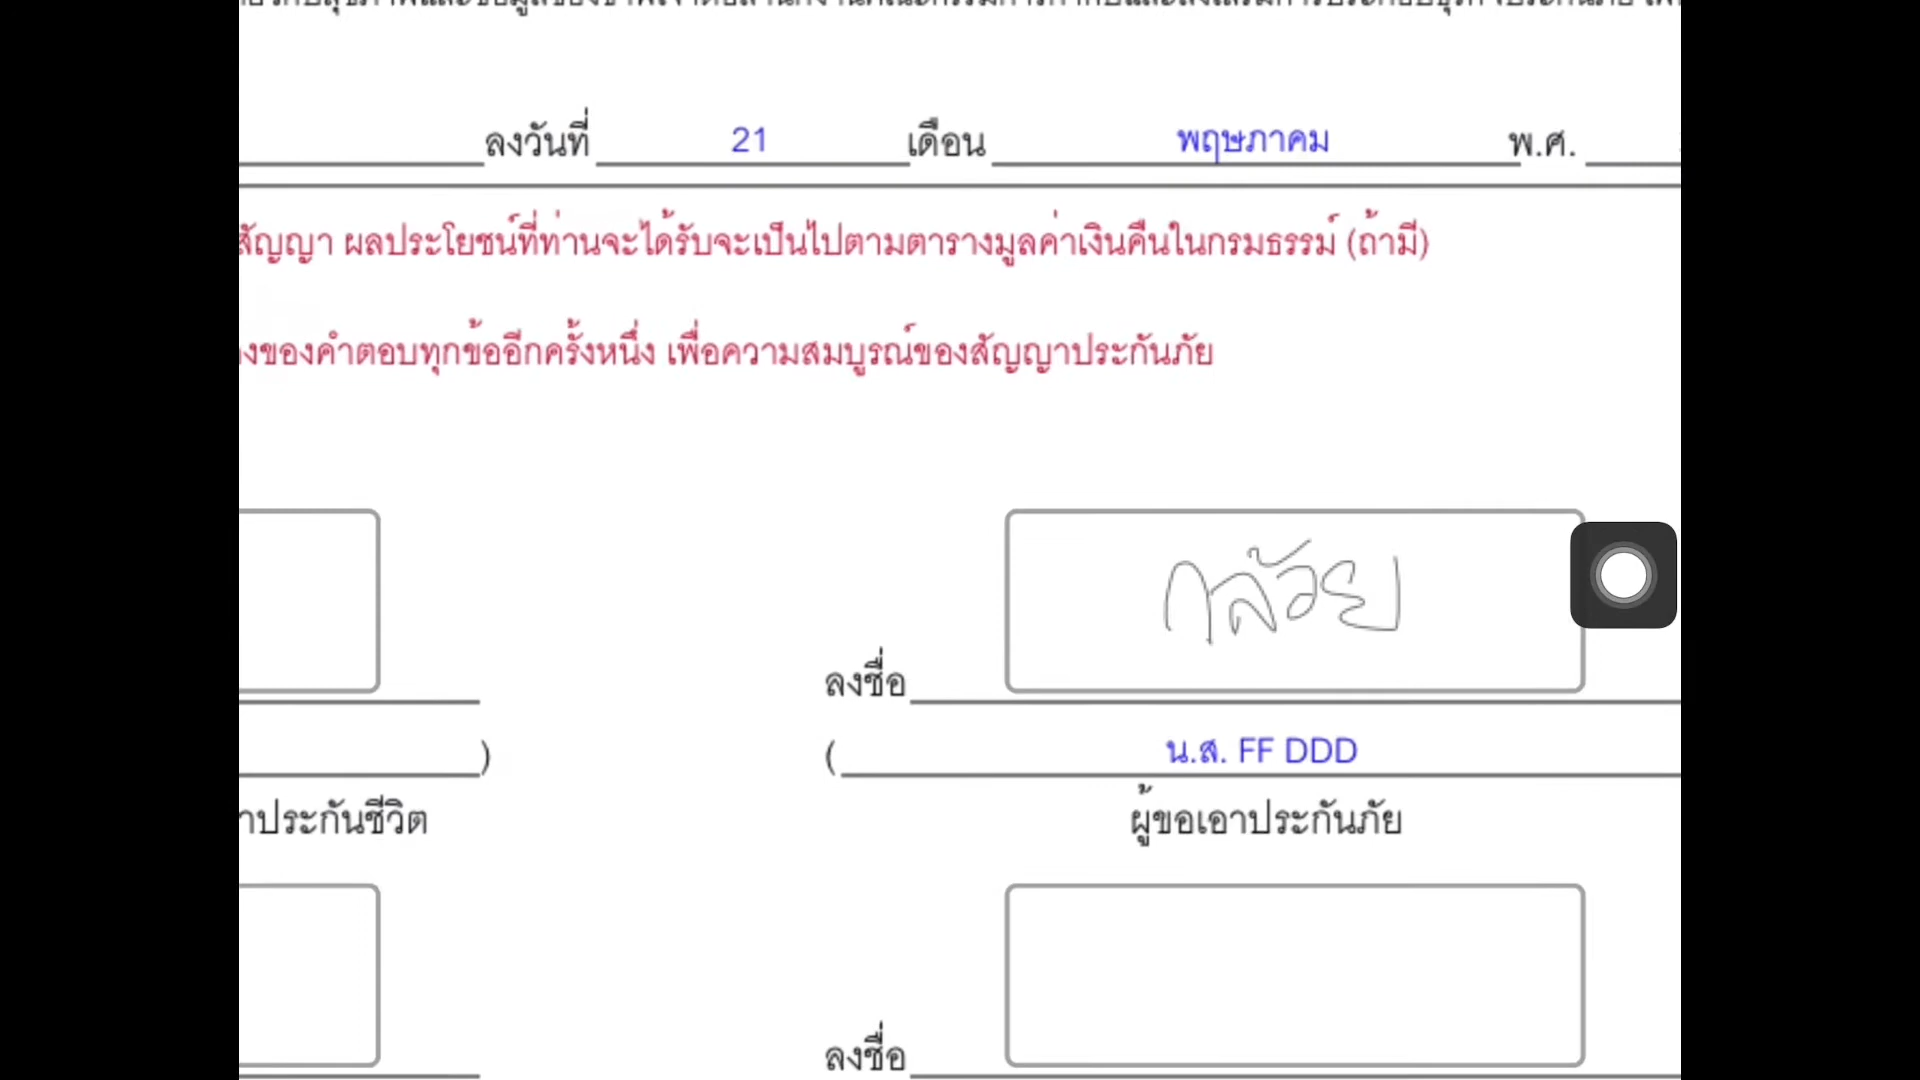 ลงวันที่ 21 เดือน พฤษภาคม พ.ศ.
สัญญา ผลประโยชน์ที่ท่านจะได้รับจะเป็นไปตามตารางมูลค่าเงินคืนในกรมธรรม์ (ถ้ามี)
งของคำตอบทุกข้ออีกครั้งหนึ่ง เพื่อความสมบูรณ์ของสัญญาประกันภัย
กล้วย
ลงชื่อ
) ( น.ส. FF DDD
าประกันชีวิต ผู้ขอเอาประกันภัย
ลงชื่อ